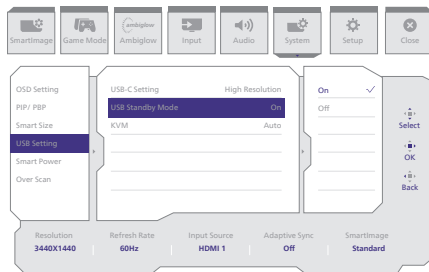 SmartImage Game Mode Ambiglow Input Audio System Setup Close
ambiglow
OSD Setting
PIP/ PBP
Smart Size
USB Setting
Smart Power
Over Scan
USB-C Setting High Resolution
USB Standby Mode On
KVM Auto
On
Off
Select
OK
Back
Resolution Refresh Rate Input Source Adaptive Sync SmartImage
3440X1440 60Hz HDMI 1 Off Standard